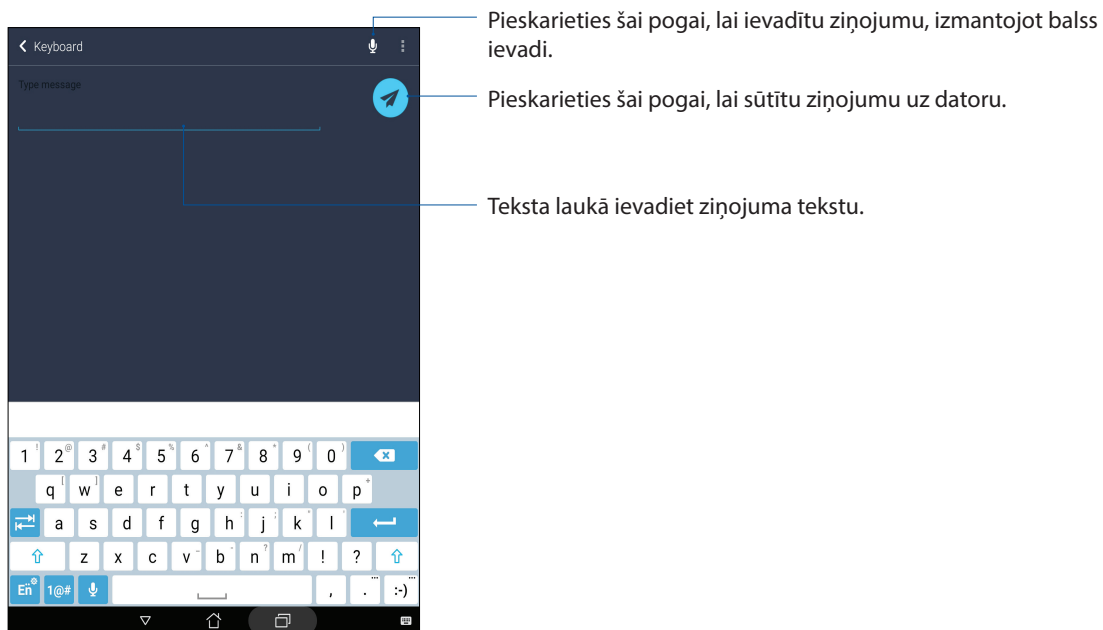 Pieskarieties šai pogai, lai ievadītu ziņojumu, izmantojot balss
ievadi.
Keyboard
Type message
Pieskarieties šai pogai, lai sūtītu ziņojumu uz datoru.
Teksta laukā ievadiet ziņojuma tekstu.
1 ! 2 @ 3 # 4 $ 5 % 6 ^ 7 & 8 * 9 ( 0 )
q [ w ] e r t y u i o p +
a s d f g h : j ; k " l '
z x c v _ b - n ? m / ! ?
En 1@# , . ... :-) ...